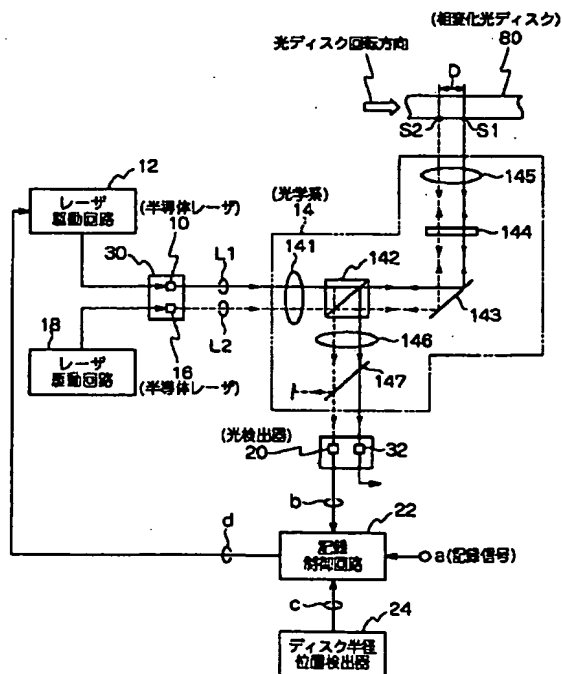 (相変化光ディスク)
80
光ディスク回転方向
D
S2
S1
12
レーザ
駆動回路
(半導体レーザ)
10
30
L1
(光学系)
14
141
142
145
144
143
18
レーザ
駆動回路
16
(半導体レーザ)
L2
146
147
(光検出器)
20
32
b
22
d
記録
制御回路
a(記録信号)
c
24
ディスク半径
位置検出器